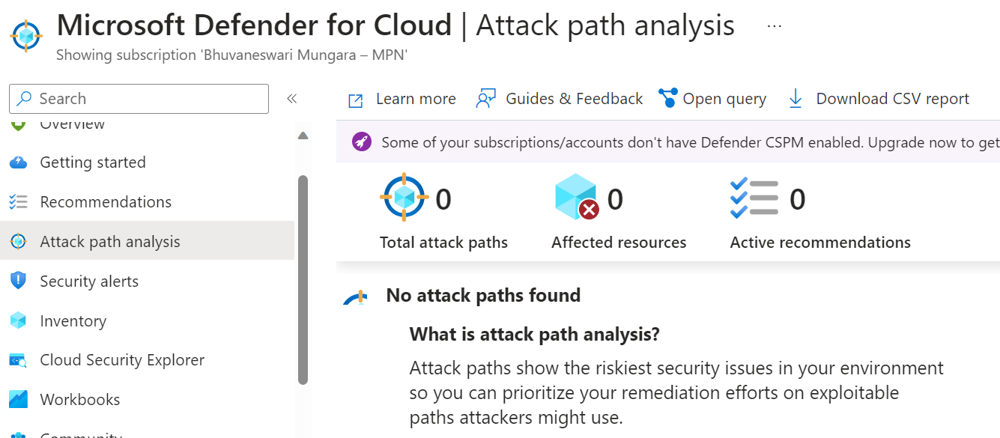 Microsoft Defender for Cloud | Attack path analysis ...
Showing subscription 'Bhuvaneswari Mungara – MPN'
Search
Overview
Getting started
Recommendations
Attack path analysis
Security alerts
Inventory
Cloud Security Explorer
Workbooks
Community
Learn more
Guides & Feedback
Open query
Download CSV report
Some of your subscriptions/accounts don't have Defender CSPM enabled. Upgrade now to get
0
Total attack paths
0
Affected resources
0
Active recommendations
No attack paths found
What is attack path analysis?
Attack paths show the riskiest security issues in your environment
so you can prioritize your remediation efforts on exploitable
paths attackers might use.